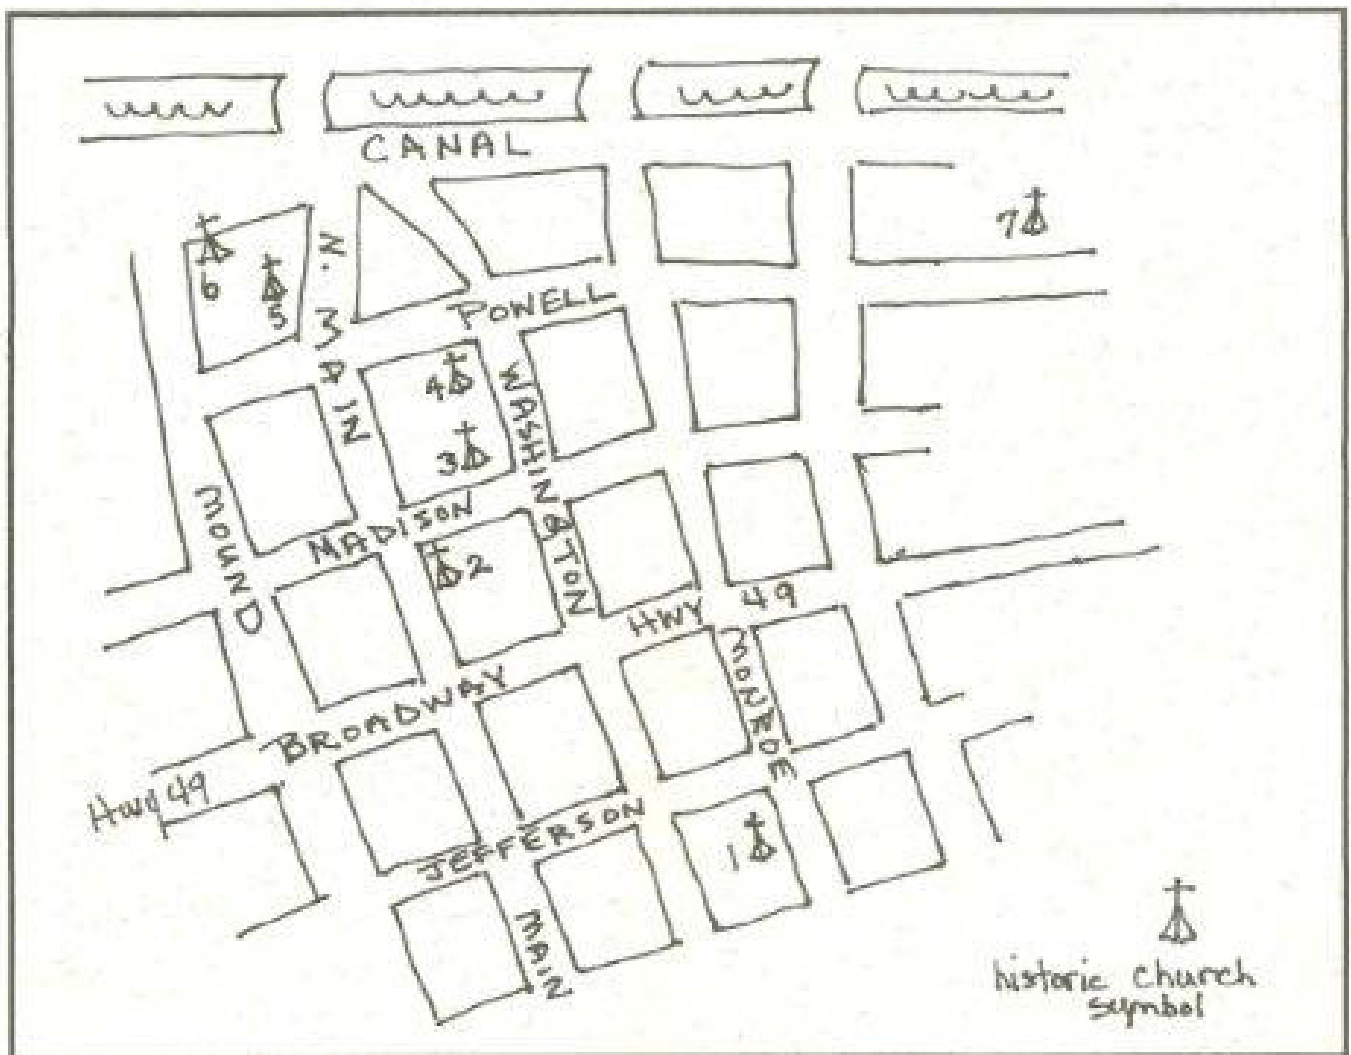 CANAL
N. MAIN
7
6
5
POWELL
4
3
WASHINGTON
MOUND
MADISON
2
HWY 49
BROADWAY
MONROE
Hwy 49
JEFFERSON
1
MAIN
historic church
symbol